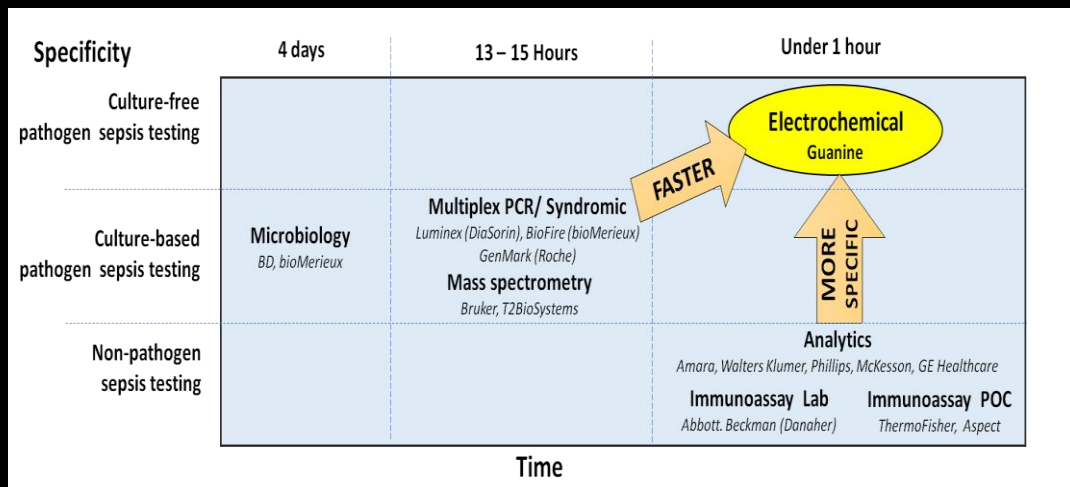 Specificity
4 days
13 – 15 Hours
Under 1 hour
Culture-free
pathogen sepsis testing
Electrochemical
Guanine
FASTER
Culture-based
pathogen sepsis testing
Microbiology
BD, bioMerieux
Multiplex PCR/ Syndromic
Luminex (DiaSorin), BioFire (bioMerieux)
GenMark (Roche)
Mass spectrometry
Bruker, T2BioSystems
MORE
SPECIFIC
Non-pathogen
sepsis testing
Analytics
Amara, Walters Klumer, Phillips, McKesson, GE Healthcare
Immunoassay Lab
Abbott. Beckman (Danaher)
Immunoassay POC
ThermoFisher, Aspect
Time